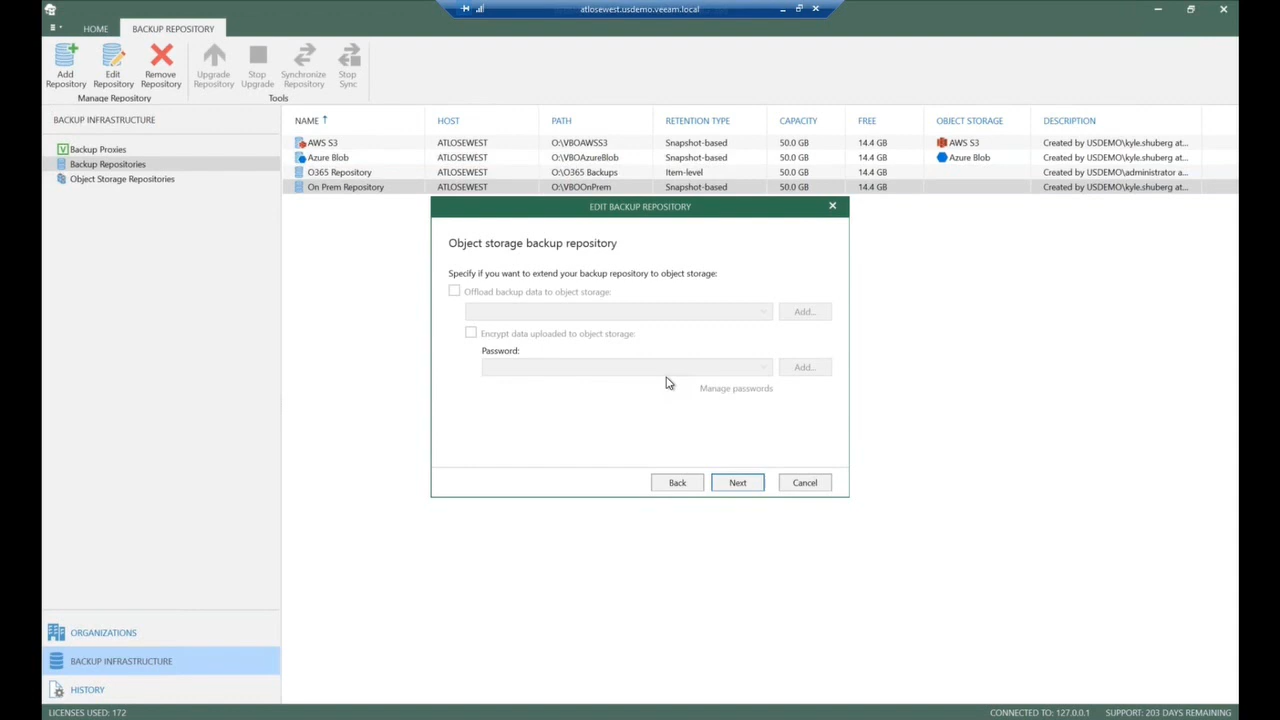 atlosewest.usdemo.veeam.local
HOME
BACKUP REPOSITORY
Add Repository
Edit Repository
Remove Repository
Upgrade Repository
Stop Upgrade
Synchronize Repository
Stop Sync
Manage Repository
Tools
BACKUP INFRASTRUCTURE
Backup Proxies
Backup Repositories
Object Storage Repositories
NAME HOST PATH RETENTION TYPE CAPACITY FREE OBJECT STORAGE DESCRIPTION
AWS S3 ATLOSEWEST O:\VBOAWSS3 Snapshot-based 50.0 GB 14.4 GB AWS S3 Created by USDEMO\kyle.shuberg at...
Azure Blob ATLOSEWEST O:\VBOAzureBlob Snapshot-based 50.0 GB 14.4 GB Azure Blob Created by USDEMO\kyle.shuberg at...
O365 Repository ATLOSEWEST O:\O365 Backups Item-level 50.0 GB 14.4 GB Created by USDEMO\administrator a...
On Prem Repository ATLOSEWEST O:\VBOOnPrem Snapshot-based 50.0 GB 14.4 GB Created by USDEMO\kyle.shuberg at...
EDIT BACKUP REPOSITORY
Object storage backup repository
Specify if you want to extend your backup repository to object storage:
Offload backup data to object storage:
Add...
Encrypt data uploaded to object storage:
Password:
Add...
Manage passwords
Back
Next
Cancel
ORGANIZATIONS
BACKUP INFRASTRUCTURE
HISTORY
LICENSES USED: 172
CONNECTED TO: 127.0.0.1
SUPPORT: 203 DAYS REMAINING